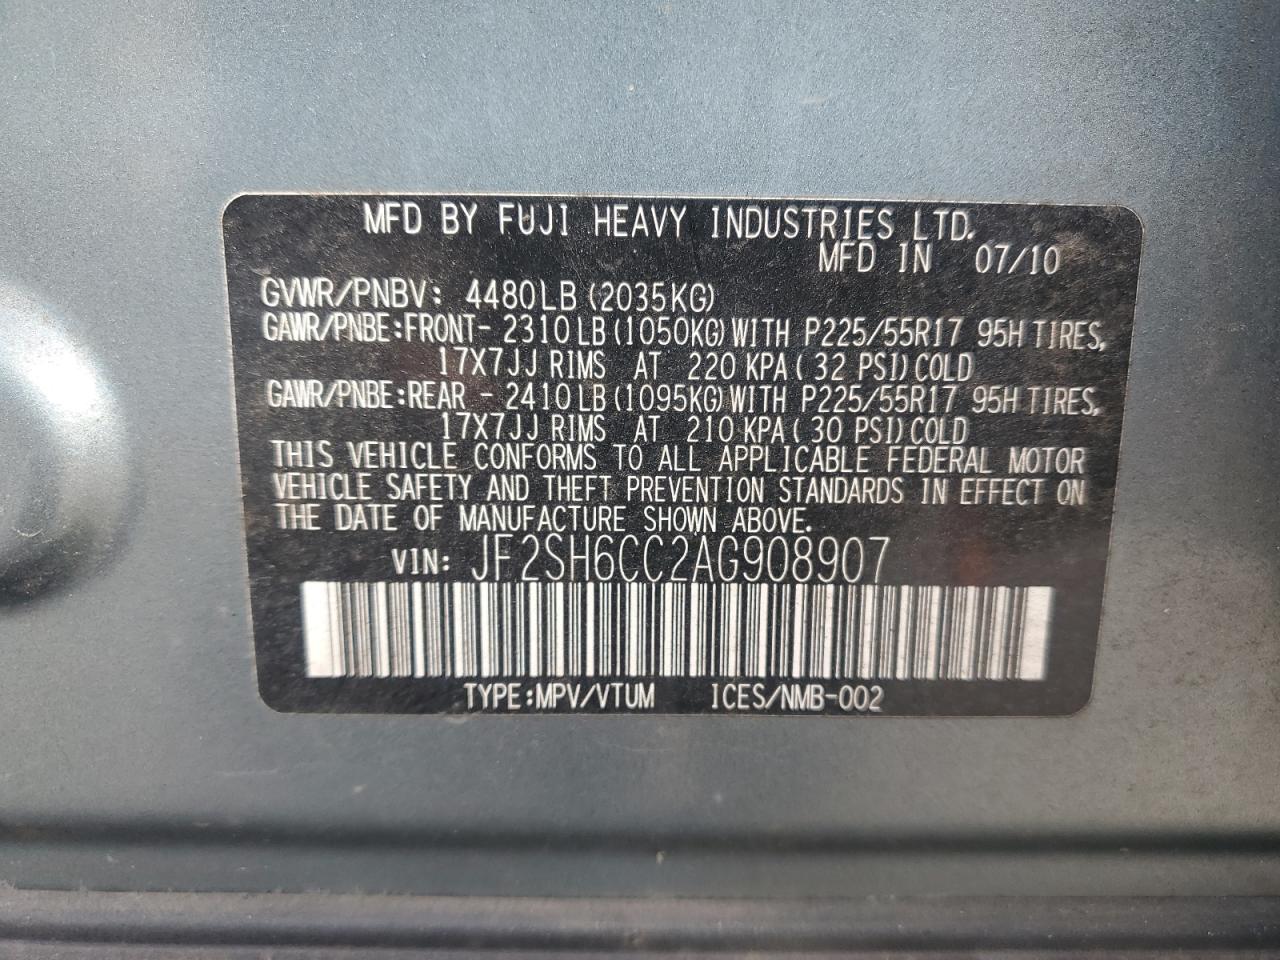 MFD BY FUJI HEAVY INDUSTRIES LTD.
MFD IN 07/10
GVWR/PNBV: 4480LB (2035KG)
GAWR/PNBE:FRONT- 2310LB(1050KG)WITH P225/55R17 95H TIRES,
17X7JJ RIMS AT 220 KPA( 32 PSI)COLD
GAWR/PNBE:REAR - 2410LB(1095KG)WITH P225/55R17 95H TIRES,
17X7JJ RIMS AT 210 KPA( 30 PSI)COLD
THIS VEHICLE CONFORMS TO ALL APPLICABLE FEDERAL MOTOR
VEHICLE SAFETY AND THEFT PREVENTION STANDARDS IN EFFECT ON
THE DATE OF MANUFACTURE SHOWN ABOVE.
VIN: JF2SH6CC2AG908907
TYPE:MPV/VTUM ICES/NMB-002